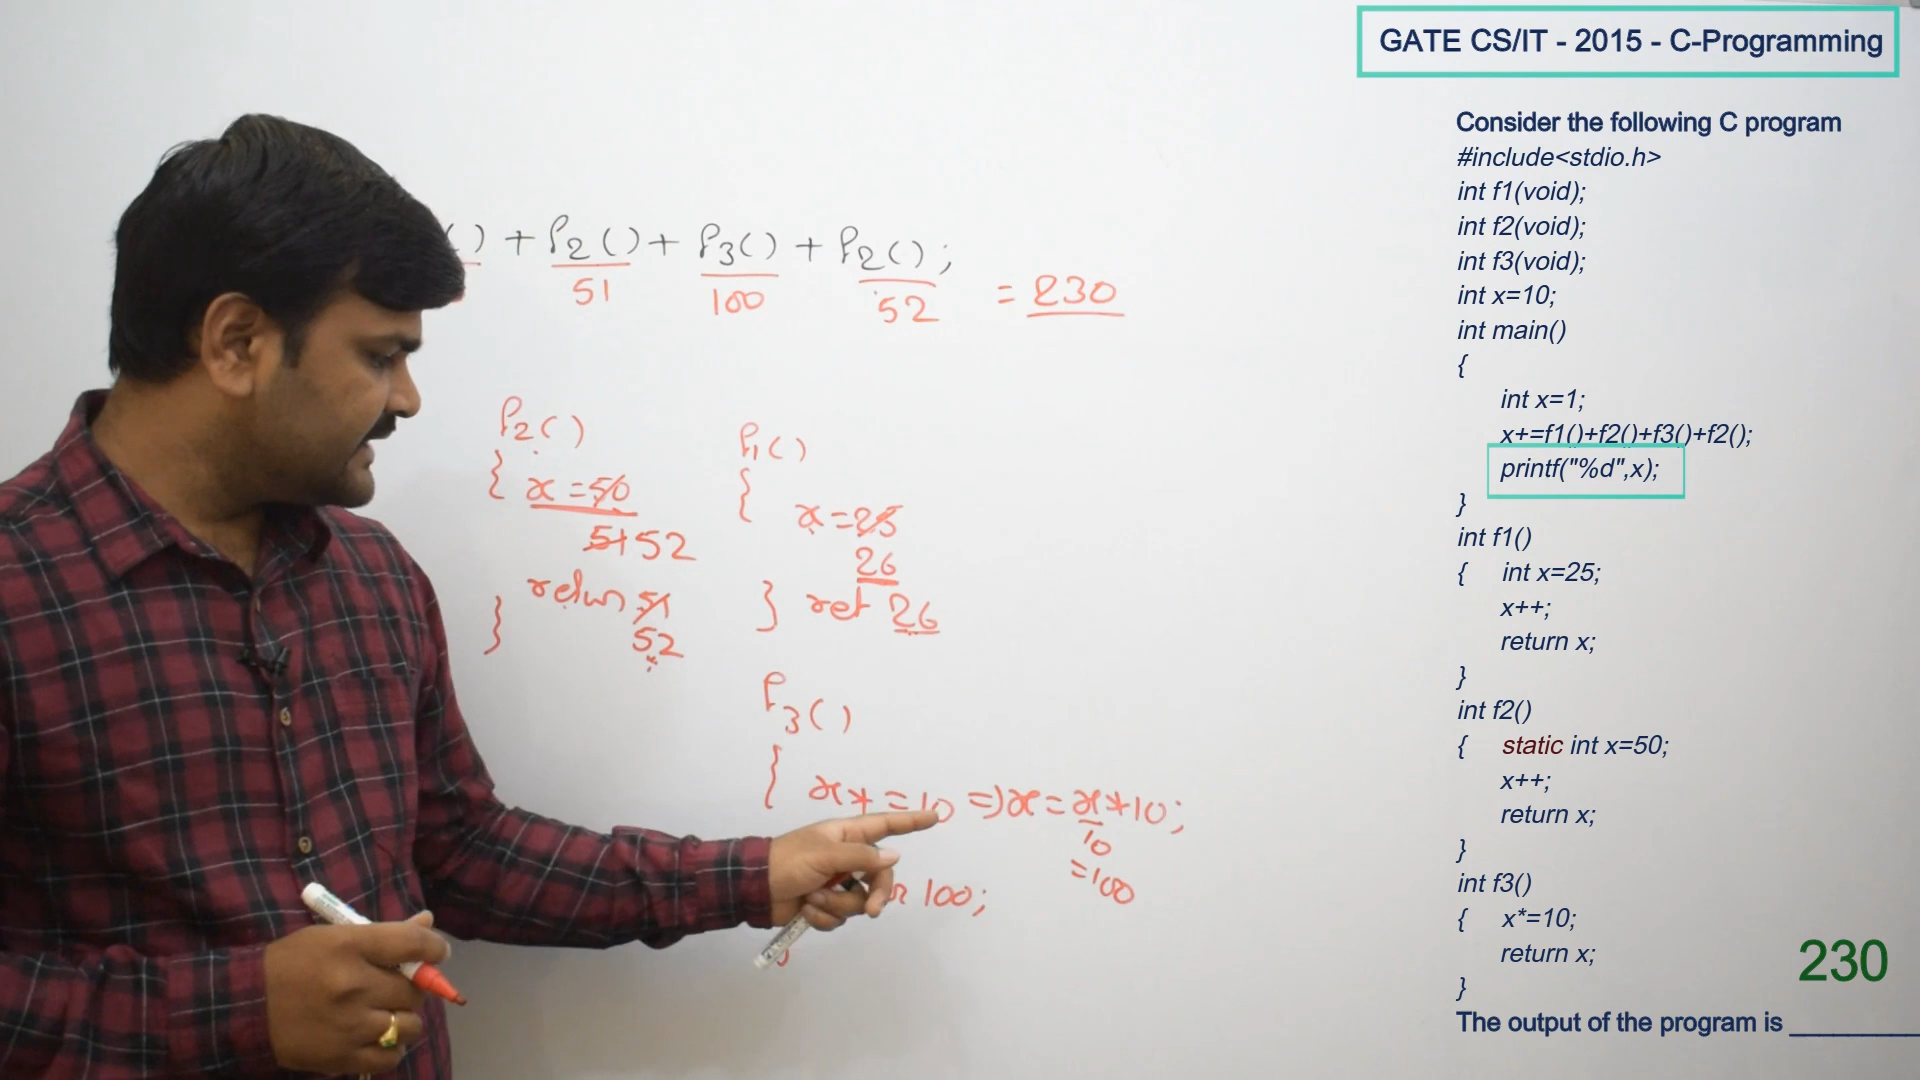 GATE CS/IT - 2015 - C-Programming
Consider the following C program
#include<stdio.h>
int f1(void);
int f2(void);
int f3(void);
int x=10;
int main()
{
int x=1;
x+=f1()+f2()+f3()+f2();
printf("%d",x);
}
int f1()
{ int x=25;
x++;
return x;
}
int f2()
{ static int x=50;
x++;
return x;
}
int f3()
{ x*=10;
return x;
}
The output of the program is ________
230
() + f2() + f3() + f2();
51 100 52 = 230
f2()
{ x = 50
51 52
return 51
52
}
f1()
{
x = 25
26
} ret 26
f3()
{
x* = 10 => x = x*10;
10
= 100
100;